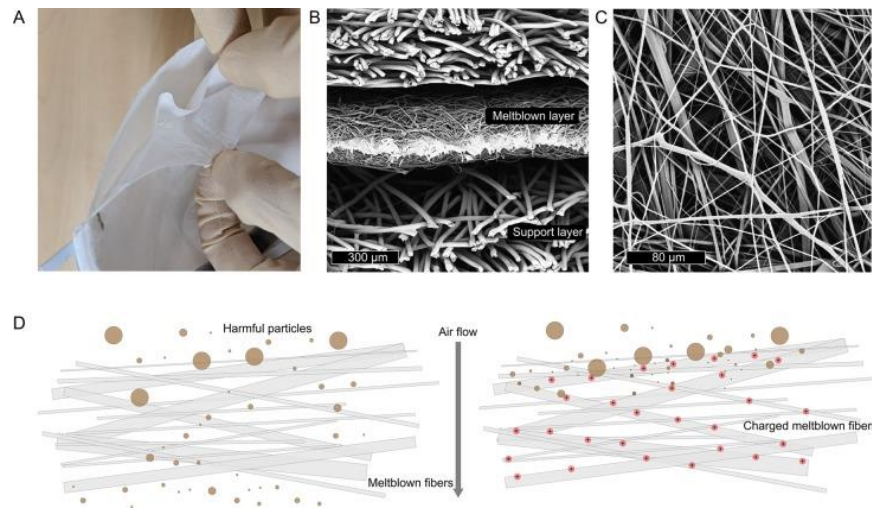 A
B
C
Meltblown layer
Support layer
300 µm
80 µm
D
Harmful particles
Air flow
Charged meltblown fiber
Meltblown fibers